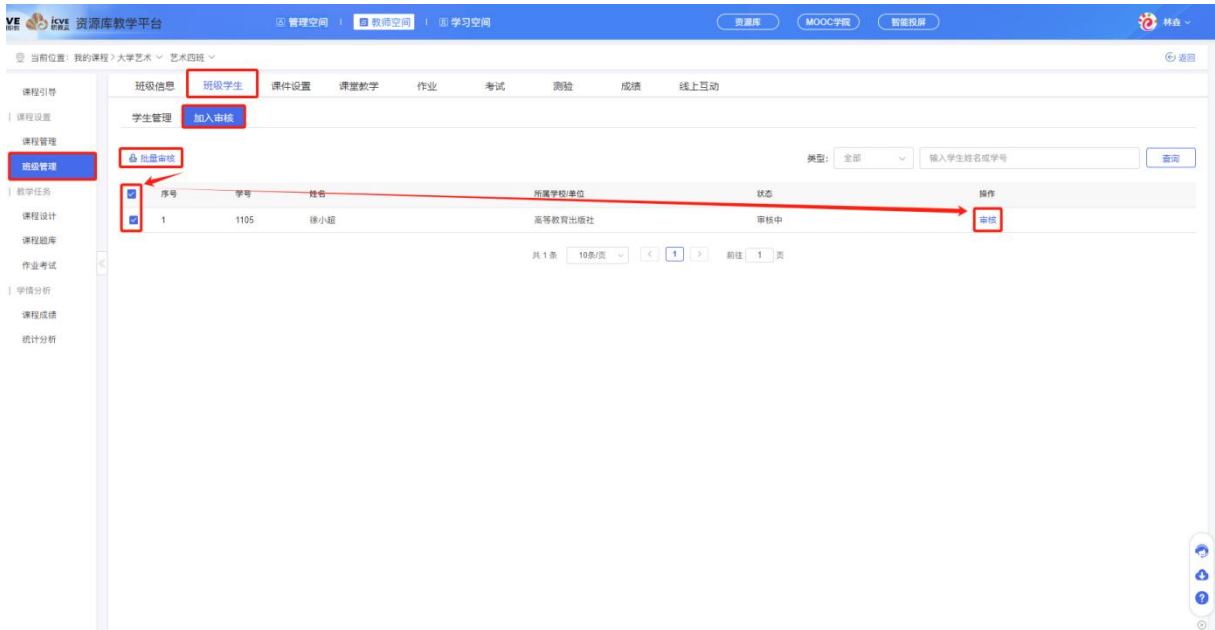 icve 资源库教学平台 管理空间 教师空间 学习空间 资源库 MOOC学院 智能投屏
当前位置: 我的课程 > 大学艺术 艺术四班 返回
课程引导
课程设置
课程管理
班级管理
教学任务
课程设计
课程题库
作业考试
学情分析
课程成绩
统计分析
班级信息 班级学生 课件设置 课堂教学 作业 考试 测验 成绩 线上互动
学生管理 加入审核
批量审核 类型: 全部 输入学生姓名或学号 查询
序号 学号 姓名 所属学校/单位 状态 操作
1 1105 徐小超 高等教育出版社 审核中 审核
共 1 条 10条/页 < 1 > 前往 1 页